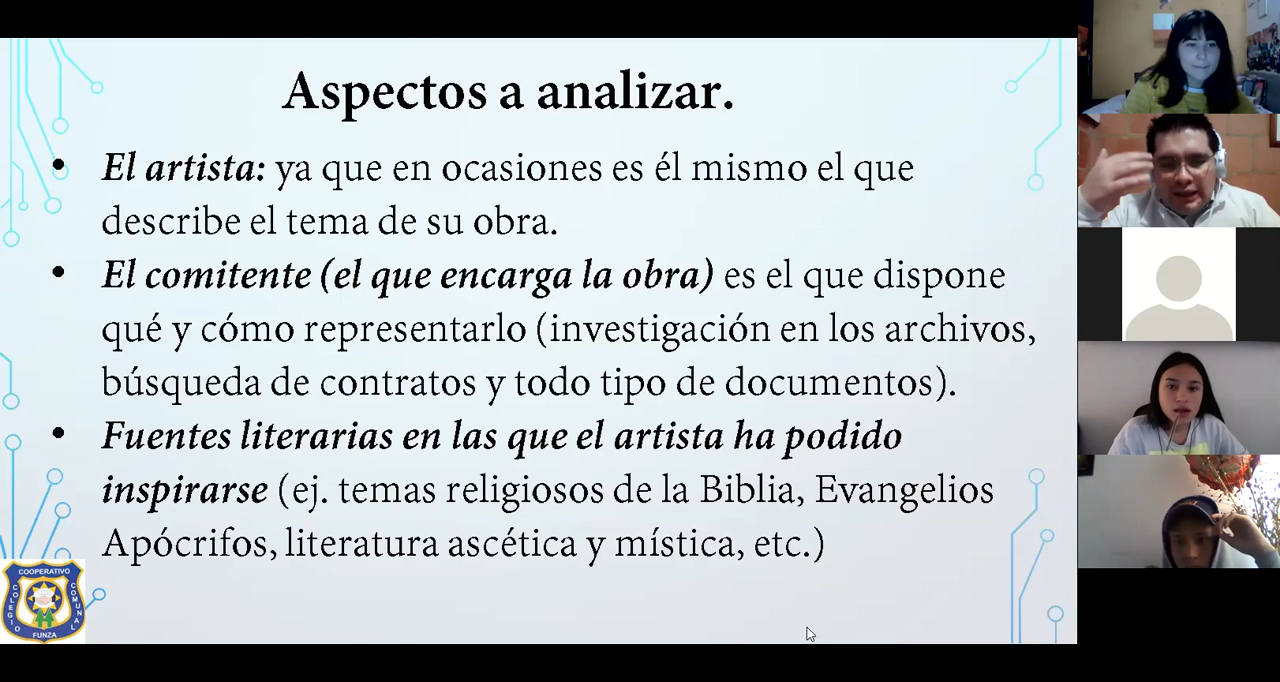 Aspectos a analizar.
• El artista: ya que en ocasiones es él mismo el que
describe el tema de su obra.
• El comitente (el que encarga la obra) es el que dispone
qué y cómo representarlo (investigación en los archivos,
búsqueda de contratos y todo tipo de documentos).
• Fuentes literarias en las que el artista ha podido
inspirarse (ej. temas religiosos de la Biblia, Evangelios
Apócrifos, literatura ascética y mística, etc.)
COOPERATIVO
COLEGIO
COMUNAL
FUNZA